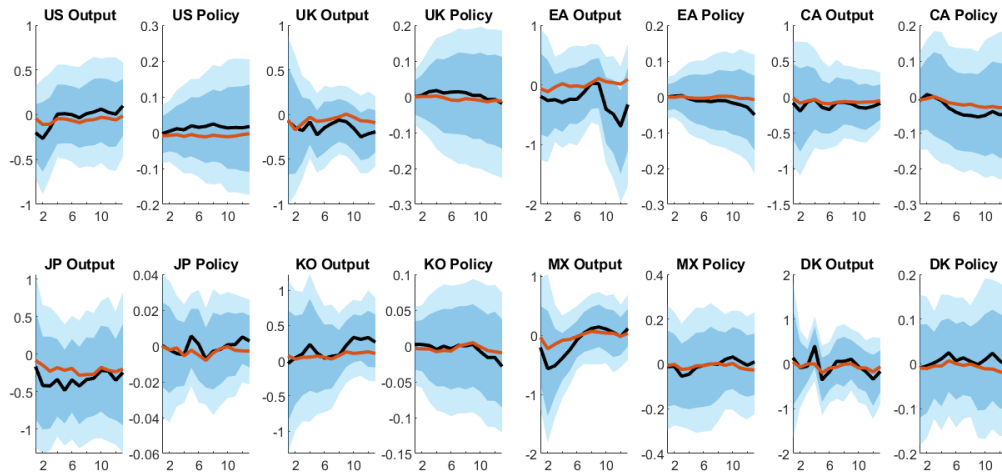 US Output US Policy UK Output UK Policy EA Output EA Policy CA Output CA Policy
1 0.3 1 0.2 1 0.2 0.5 0.2
0.5 0.2 0.5 0.1 0 0.1 0 0.1
0 0.1 0 0 -1 0 -0.5 0
-0.5 0 -0.5 -0.1 -2 -0.1 -1 -0.1
-1 -0.1 -1 -0.2 -0.2 -1.5 -0.2
-0.2 -0.3 -0.3 -0.3
2 6 10 2 6 10 2 6 10 2 6 10 2 6 10 2 6 10 2 6 10 2 6 10
JP Output JP Policy KO Output KO Policy MX Output MX Policy DK Output DK Policy
1 0.04 1 0.1 1 0.4 2 0.2
0.5 0.02 0.5 0.05 0 0.2 1 0.1
0 0 0 0 -1 0 0 0
-0.5 -0.02 -0.5 -0.05 -2 -0.2 -1 -0.1
-1 -0.04 -1 -0.1 -0.4 -2 -0.2
-0.06 -0.15
2 6 10 2 6 10 2 6 10 2 6 10 2 6 10 2 6 10 2 6 10 2 6 10